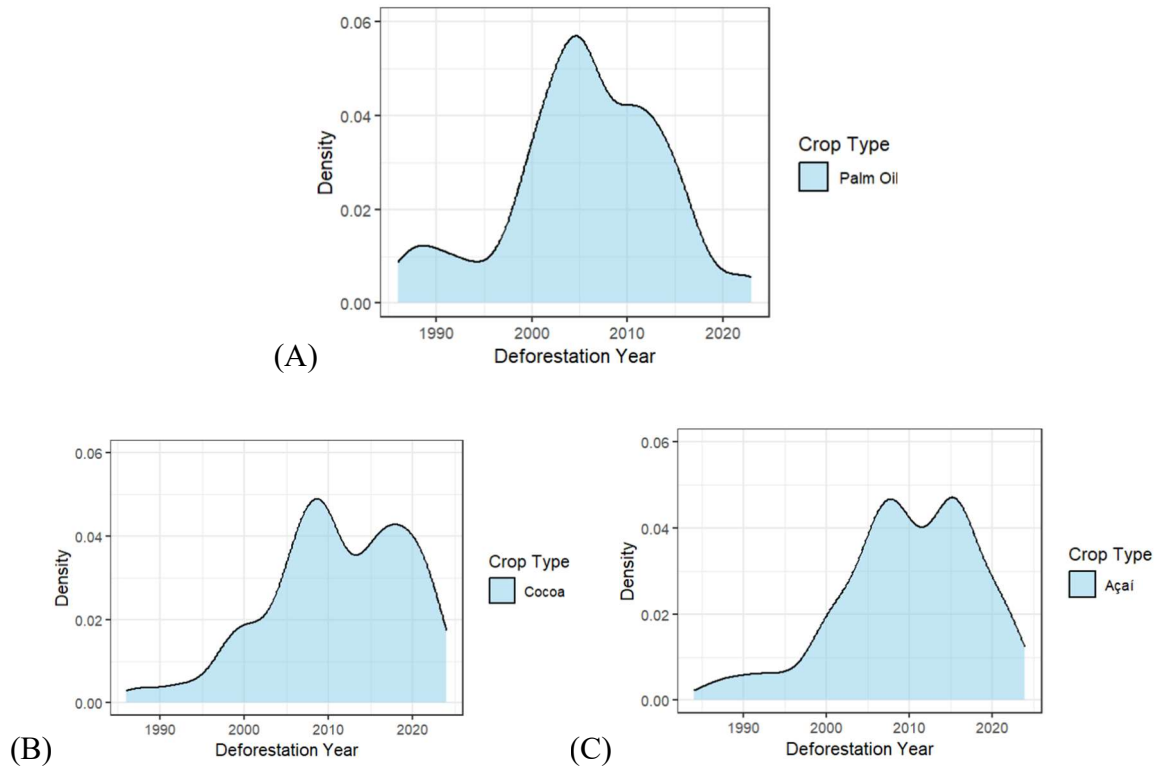 0.06
0.04
0.02
0.00
Density
1990 2000 2010 2020
Deforestation Year
Crop Type
Palm Oil
(A)
0.06
0.04
0.02
0.00
Density
1990 2000 2010 2020
Deforestation Year
Crop Type
Cocoa
(B)
0.06
0.04
0.02
0.00
Density
1990 2000 2010 2020
Deforestation Year
Crop Type
Açaí
(C)